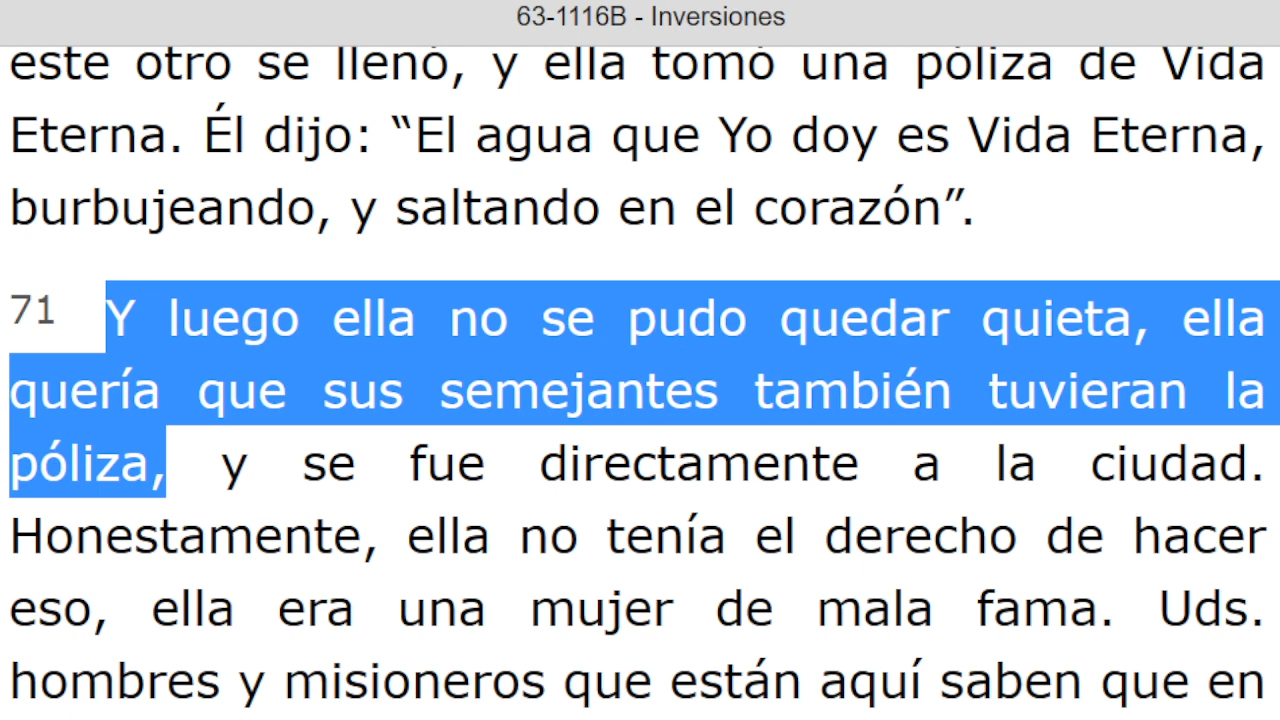 63-1116B - Inversiones
este otro se llenó, y ella tomó una póliza de Vida
Eterna. Él dijo: “El agua que Yo doy es Vida Eterna,
burbujeando, y saltando en el corazón”.
71 Y luego ella no se pudo quedar quieta, ella
quería que sus semejantes también tuvieran la
póliza, y se fue directamente a la ciudad.
Honestamente, ella no tenía el derecho de hacer
eso, ella era una mujer de mala fama. Uds.
hombres y misioneros que están aquí saben que en